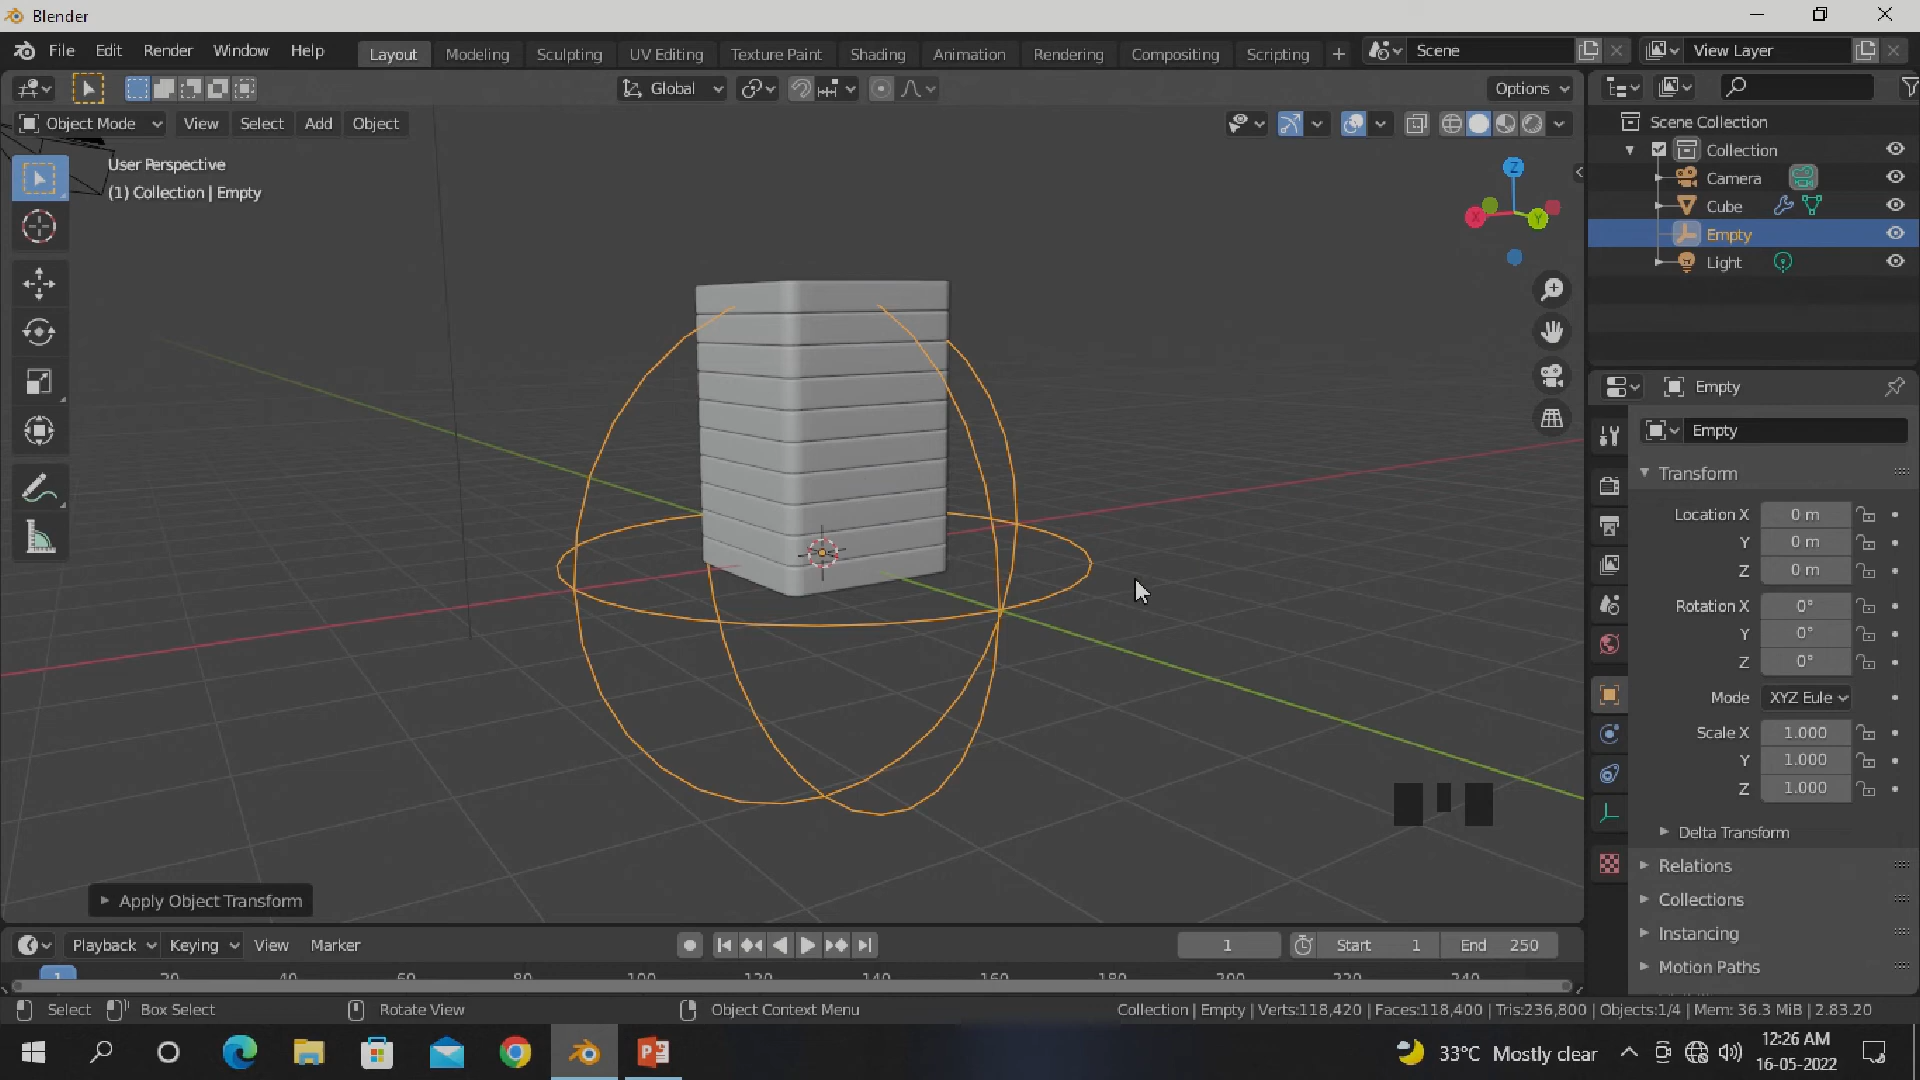 Blender
File Edit Render Window Help Layout Modeling Sculpting UV Editing Texture Paint Shading Animation Rendering Compositing Scripting + Scene View Layer
Global Options
Object Mode View Select Add Object
User Perspective
(1) Collection | Empty
Z
X
Y
Scene Collection
Collection
Camera
Cube
Empty
Light
Empty
Empty
Transform
Location X 0 m
Y 0 m
Z 0 m
Rotation X 0°
Y 0°
Z 0°
Mode XYZ Eule
Scale X 1.000
Y 1.000
Z 1.000
Delta Transform
Relations
Collections
Instancing
Motion Paths
Apply Object Transform
Playback Keying View Marker 1 Start 1 End 250
1 20 40 60 80 100 120 140 160 180 200 220 240
Select Box Select Rotate View Object Context Menu Collection | Empty | Verts:118,420 | Faces:118,400 | Tris:236,800 | Objects:1/4 | Mem: 36.3 MiB | 2.83.20
33°C Mostly clear 12:26 AM
16-05-2022